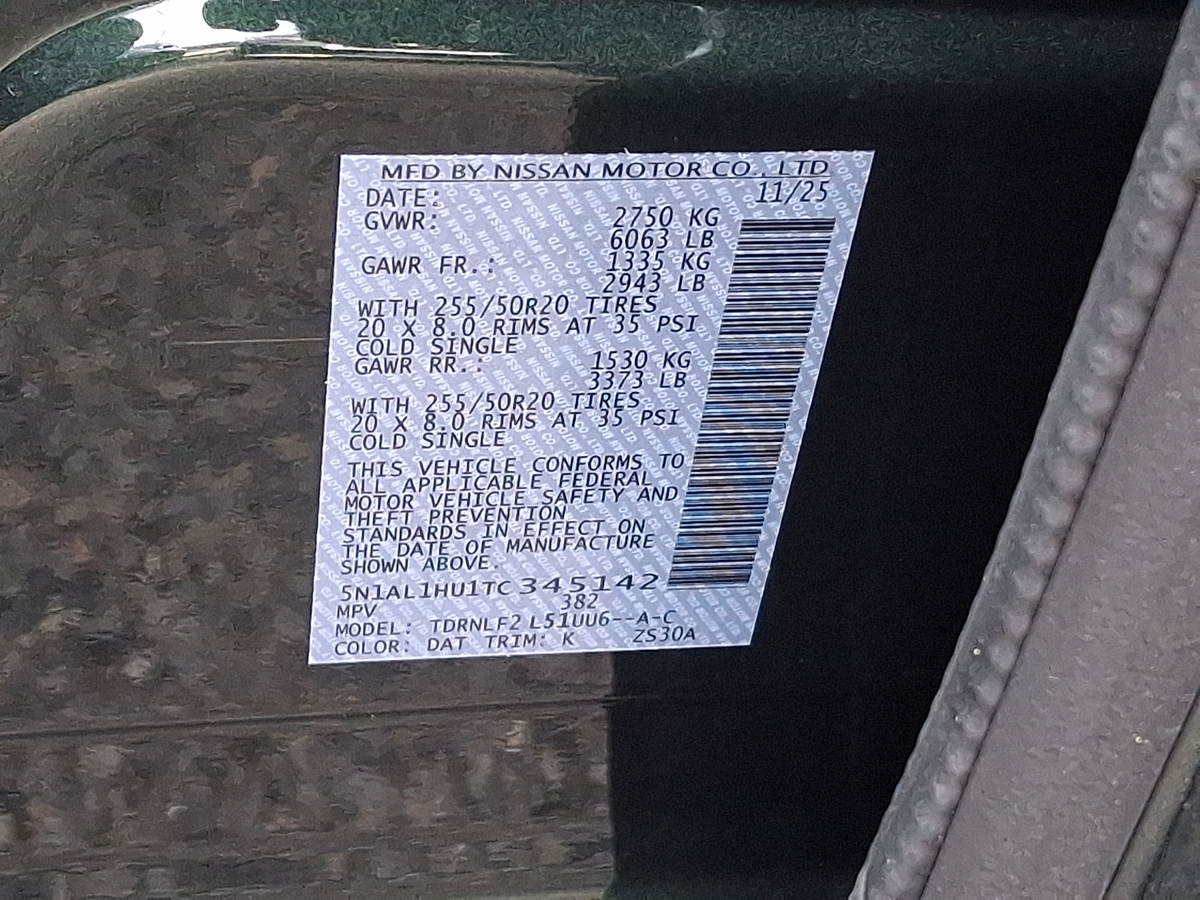 MFD BY NISSAN MOTOR CO., LTD
DATE: 11/25
GVWR: 2750 KG
6063 LB
GAWR FR.: 1335 KG
2943 LB
WITH 255/50R20 TIRES
20 X 8.0 RIMS AT 35 PSI
COLD SINGLE
GAWR RR.: 1530 KG
3373 LB
WITH 255/50R20 TIRES
20 X 8.0 RIMS AT 35 PSI
COLD SINGLE
THIS VEHICLE CONFORMS TO
ALL APPLICABLE FEDERAL
MOTOR VEHICLE SAFETY AND
THEFT PREVENTION
STANDARDS IN EFFECT ON
THE DATE OF MANUFACTURE
SHOWN ABOVE.
5N1AL1HU1TC345142
MPV 382
MODEL: TDRNLF2 L51UU6--A-C
COLOR: DAT TRIM: K ZS30A